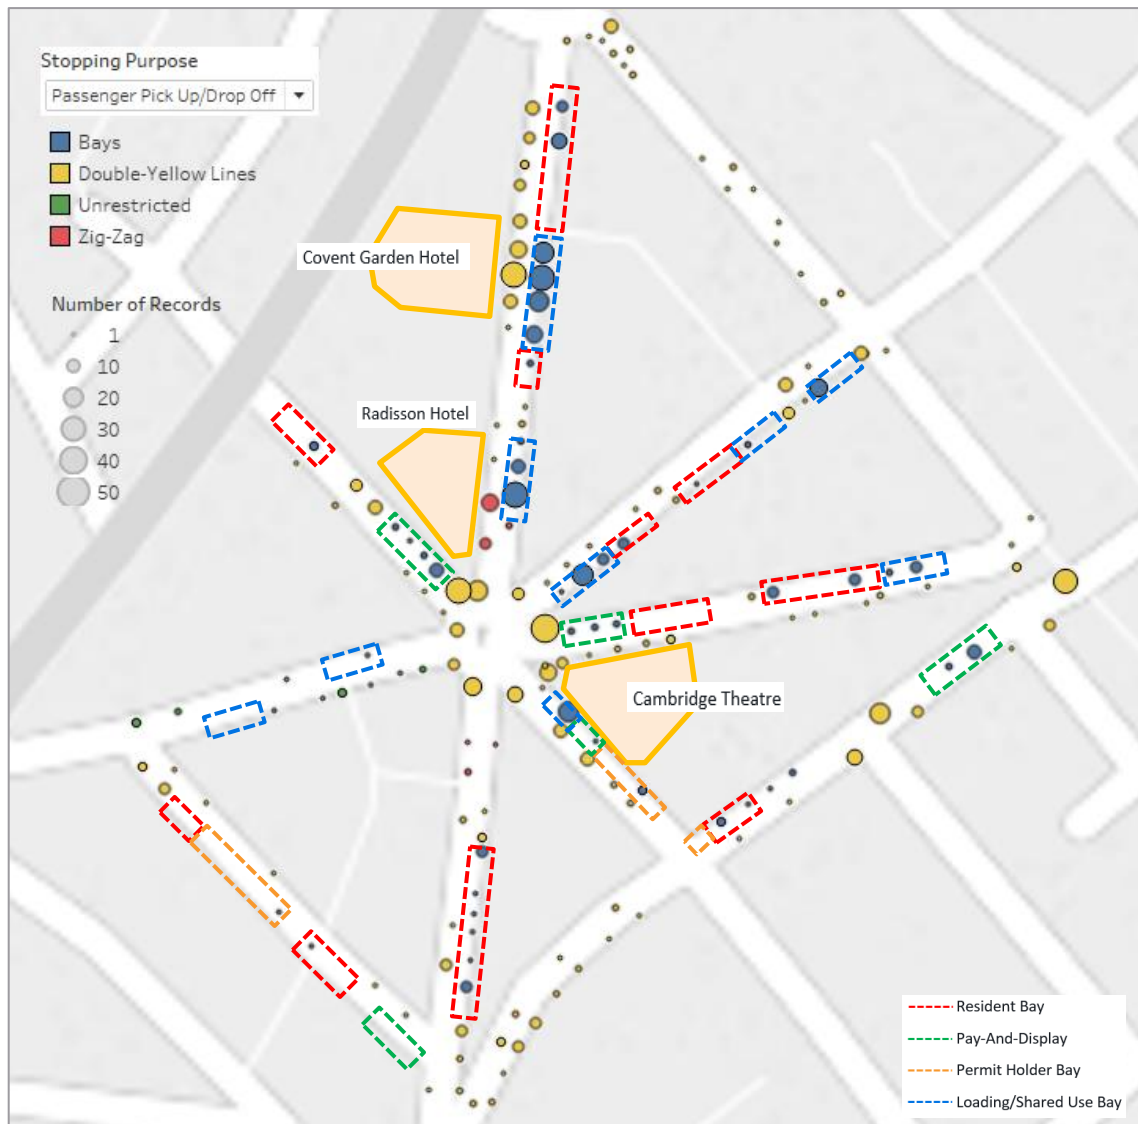 Stopping Purpose
Passenger Pick Up/Drop Off
Bays
Double-Yellow Lines
Unrestricted
Zig-Zag
Number of Records
1
10
20
30
40
50
Covent Garden Hotel
Radisson Hotel
Cambridge Theatre
Resident Bay
Pay-And-Display
Permit Holder Bay
Loading/Shared Use Bay